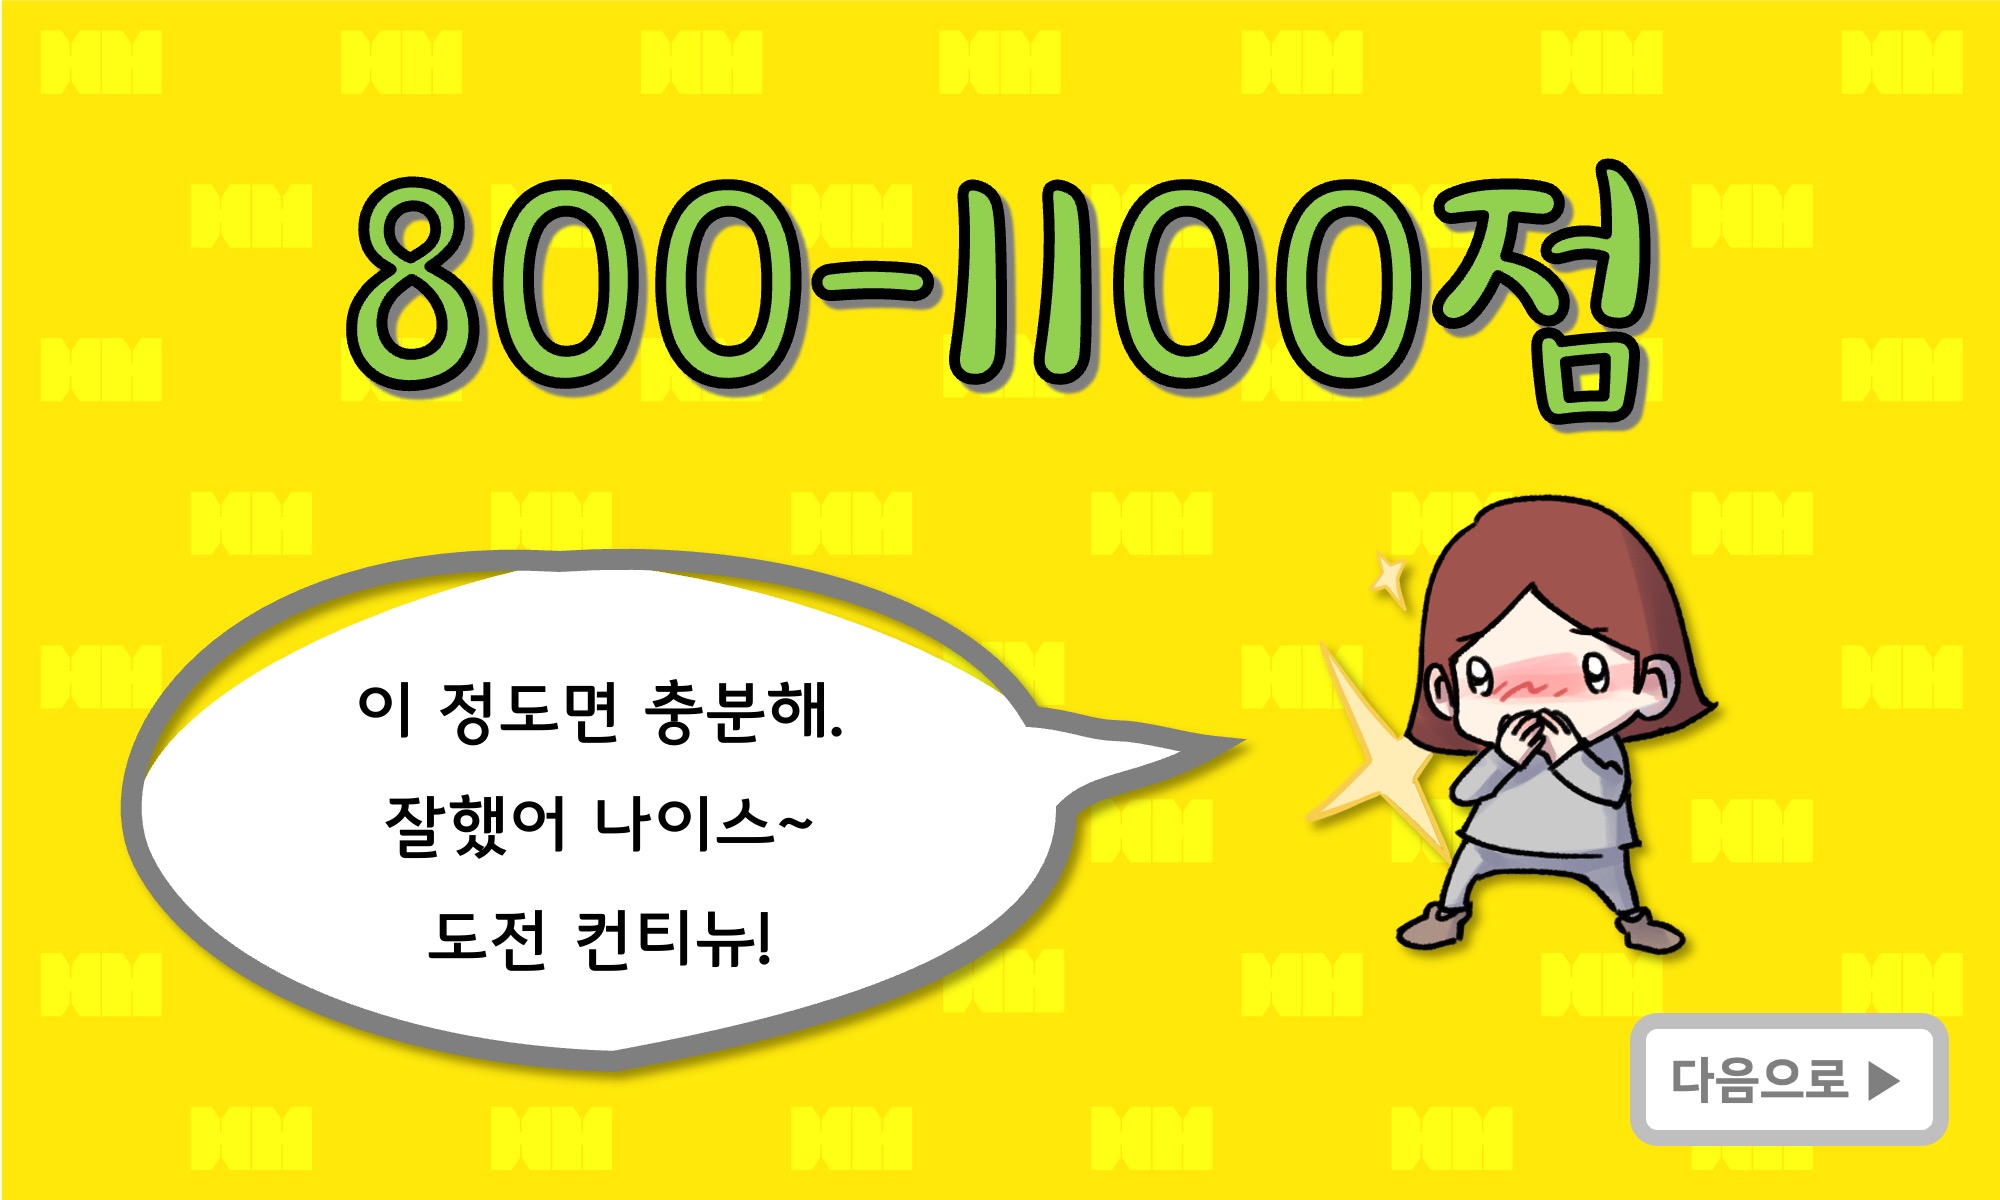 800-1100점
이 정도면 충분해.
잘했어 나이스~
도전 컨티뉴!
다음으로 ▶